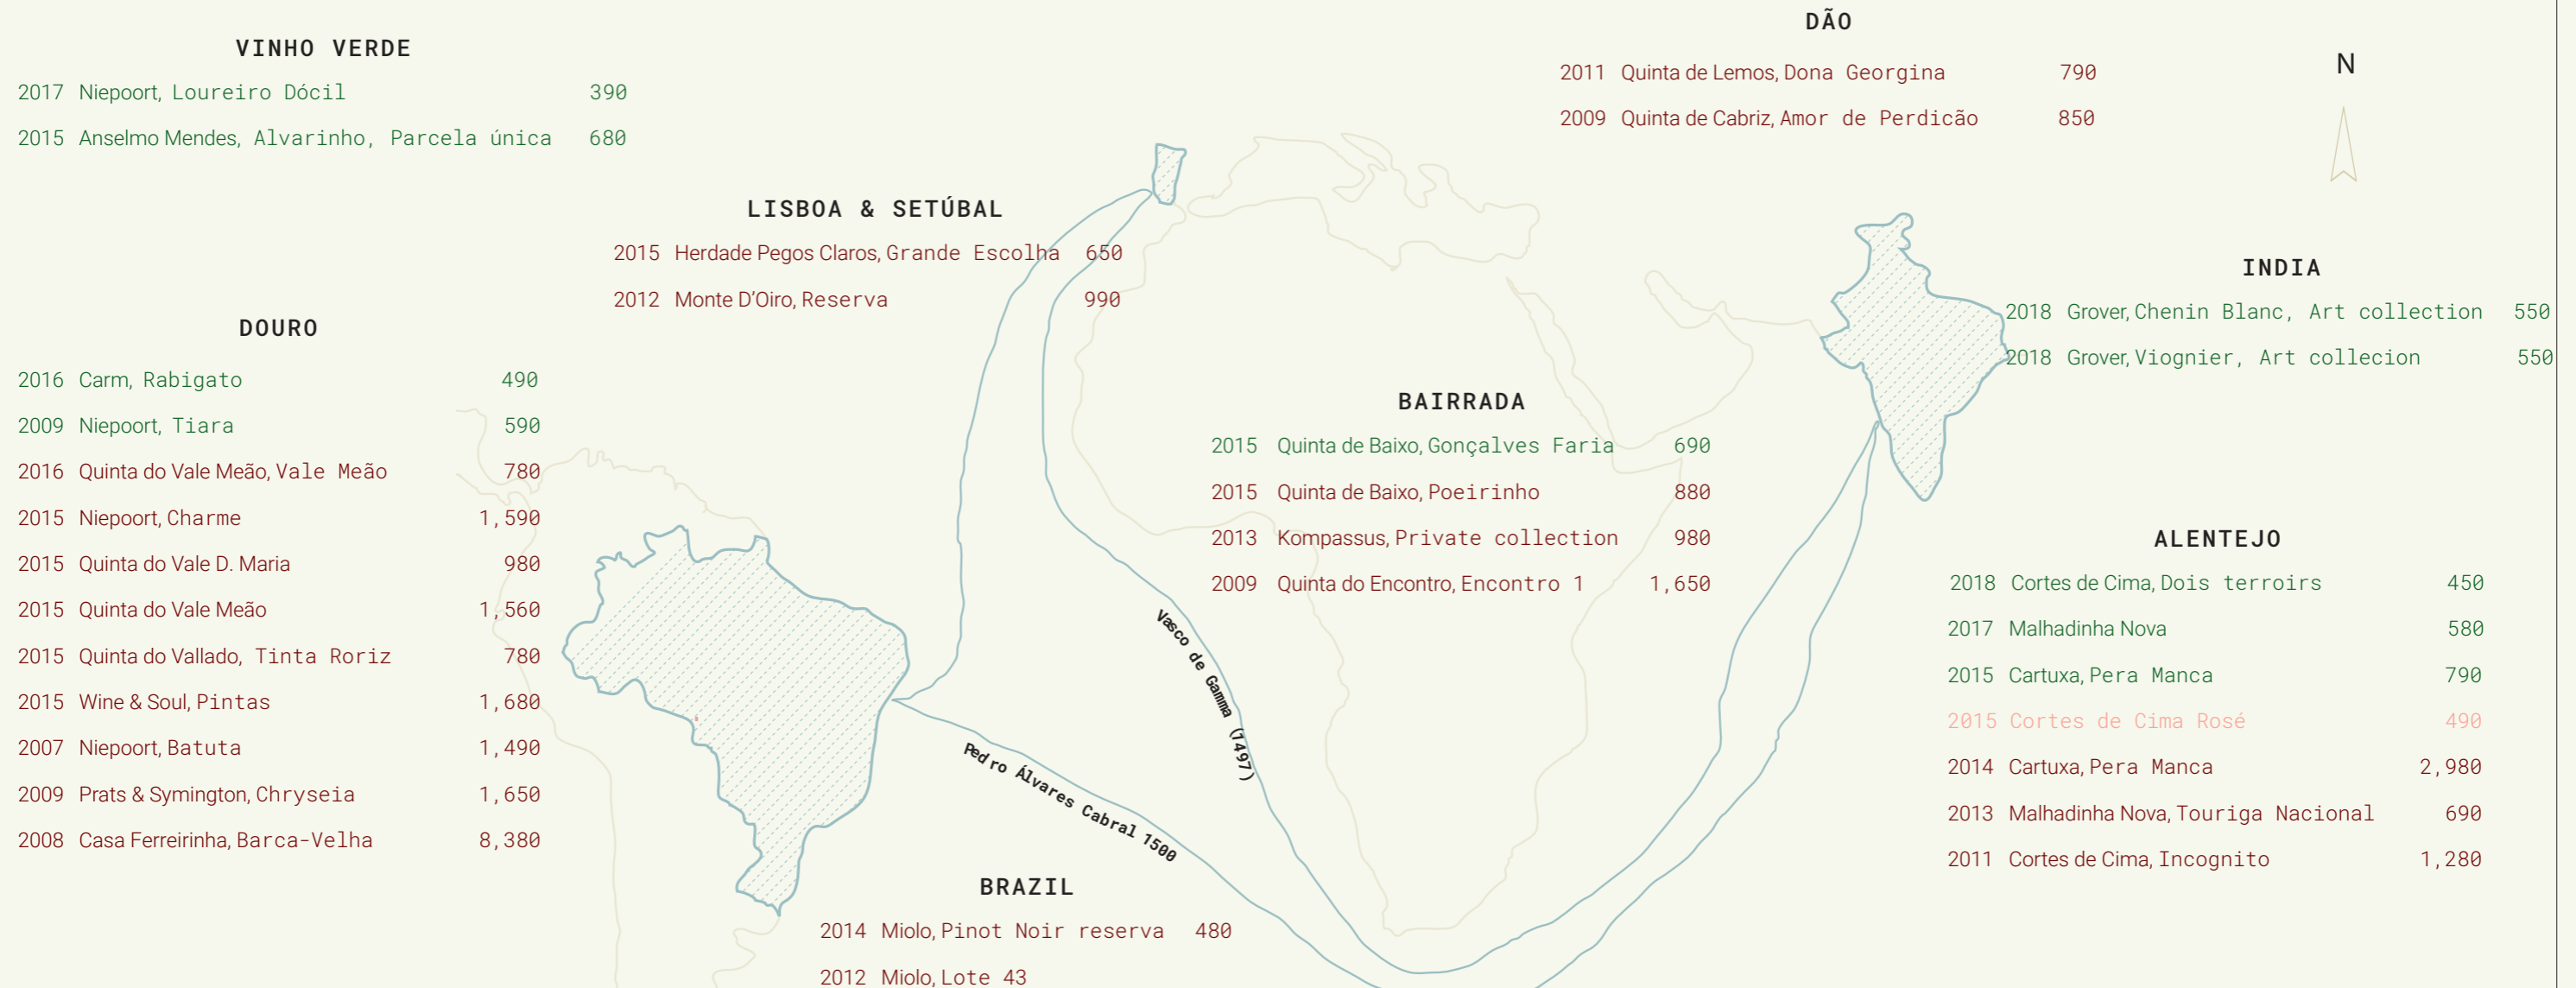 VINHO VERDE
2017 Niepoort, Loureiro Dócil 390
2015 Anselmo Mendes, Alvarinho, Parcela única 680
LISBOA & SETÚBAL
2015 Herdade Pegos Claros, Grande Escolha 650
2012 Monte D’Oiro, Reserva 990
DOURO
2016 Carm, Rabigato 490
2009 Niepoort, Tiara 590
2016 Quinta do Vale Meão, Vale Meão 780
2015 Niepoort, Charme 1,590
2015 Quinta do Vale D. Maria 980
2015 Quinta do Vale Meão 1,560
2015 Quinta do Vallado, Tinta Roriz 780
2015 Wine & Soul, Pintas 1,680
2007 Niepoort, Batuta 1,490
2009 Prats & Symington, Chryseia 1,650
2008 Casa Ferreirinha, Barca-Velha 8,380
DÃO
2011 Quinta de Lemos, Dona Georgina 790
2009 Quinta de Cabriz, Amor de Perdicão 850
N
INDIA
2018 Grover, Chenin Blanc, Art collection 550
2018 Grover, Viognier, Art collecion 550
BAIRRADA
2015 Quinta de Baixo, Gonçalves Faria 690
2015 Quinta de Baixo, Poeirinho 880
2013 Kompassus, Private collection 980
2009 Quinta do Encontro, Encontro 1 1,650
Vasco de Gamma (1497)
Pedro Álvares Cabral 1500
ALENTEJO
2018 Cortes de Cima, Dois terroirs 450
2017 Malhadinha Nova 580
2015 Cartuxa, Pera Manca 790
2015 Cortes de Cima Rosé 490
2014 Cartuxa, Pera Manca 2,980
2013 Malhadinha Nova, Touriga Nacional 690
2011 Cortes de Cima, Incognito 1,280
BRAZIL
2014 Miolo, Pinot Noir reserva 480
2012 Miolo, Lote 43